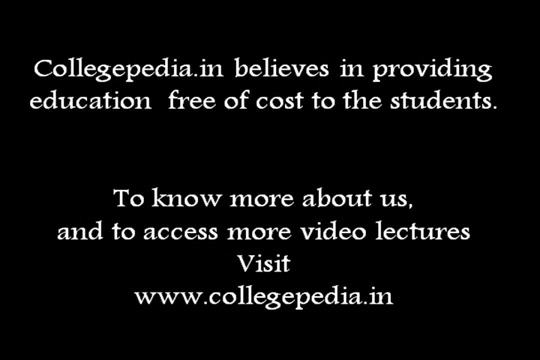 Collegepedia.in believes in providing
education  free of cost to the students.
To know more about us,
and to access more video lectures
Visit
www.collegepedia.in